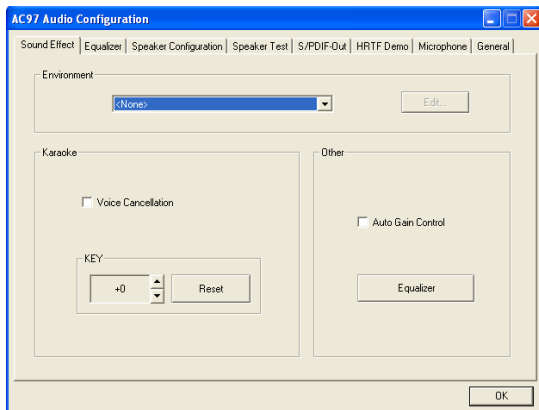 AC97 Audio Configuration
Sound Effect Equalizer Speaker Configuration Speaker Test S/PDIF-Out HRTF Demo Microphone General
Environment
<None>
Edit...
Karaoke
Voice Cancellation
KEY
+0
Reset
Other
Auto Gain Control
Equalizer
OK